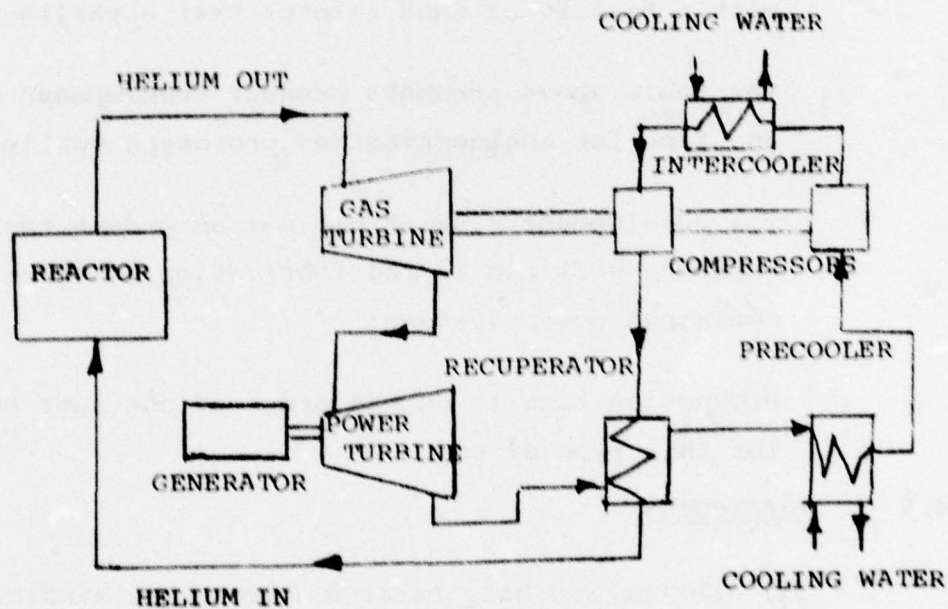 COOLING WATER
HELIUM OUT
INTERCOOLER
GAS
TURBINE
REACTOR
COMPRESSORS
RECUPERATOR
PRECOOLER
POWER
TURBINE
GENERATOR
COOLING WATER
HELIUM IN